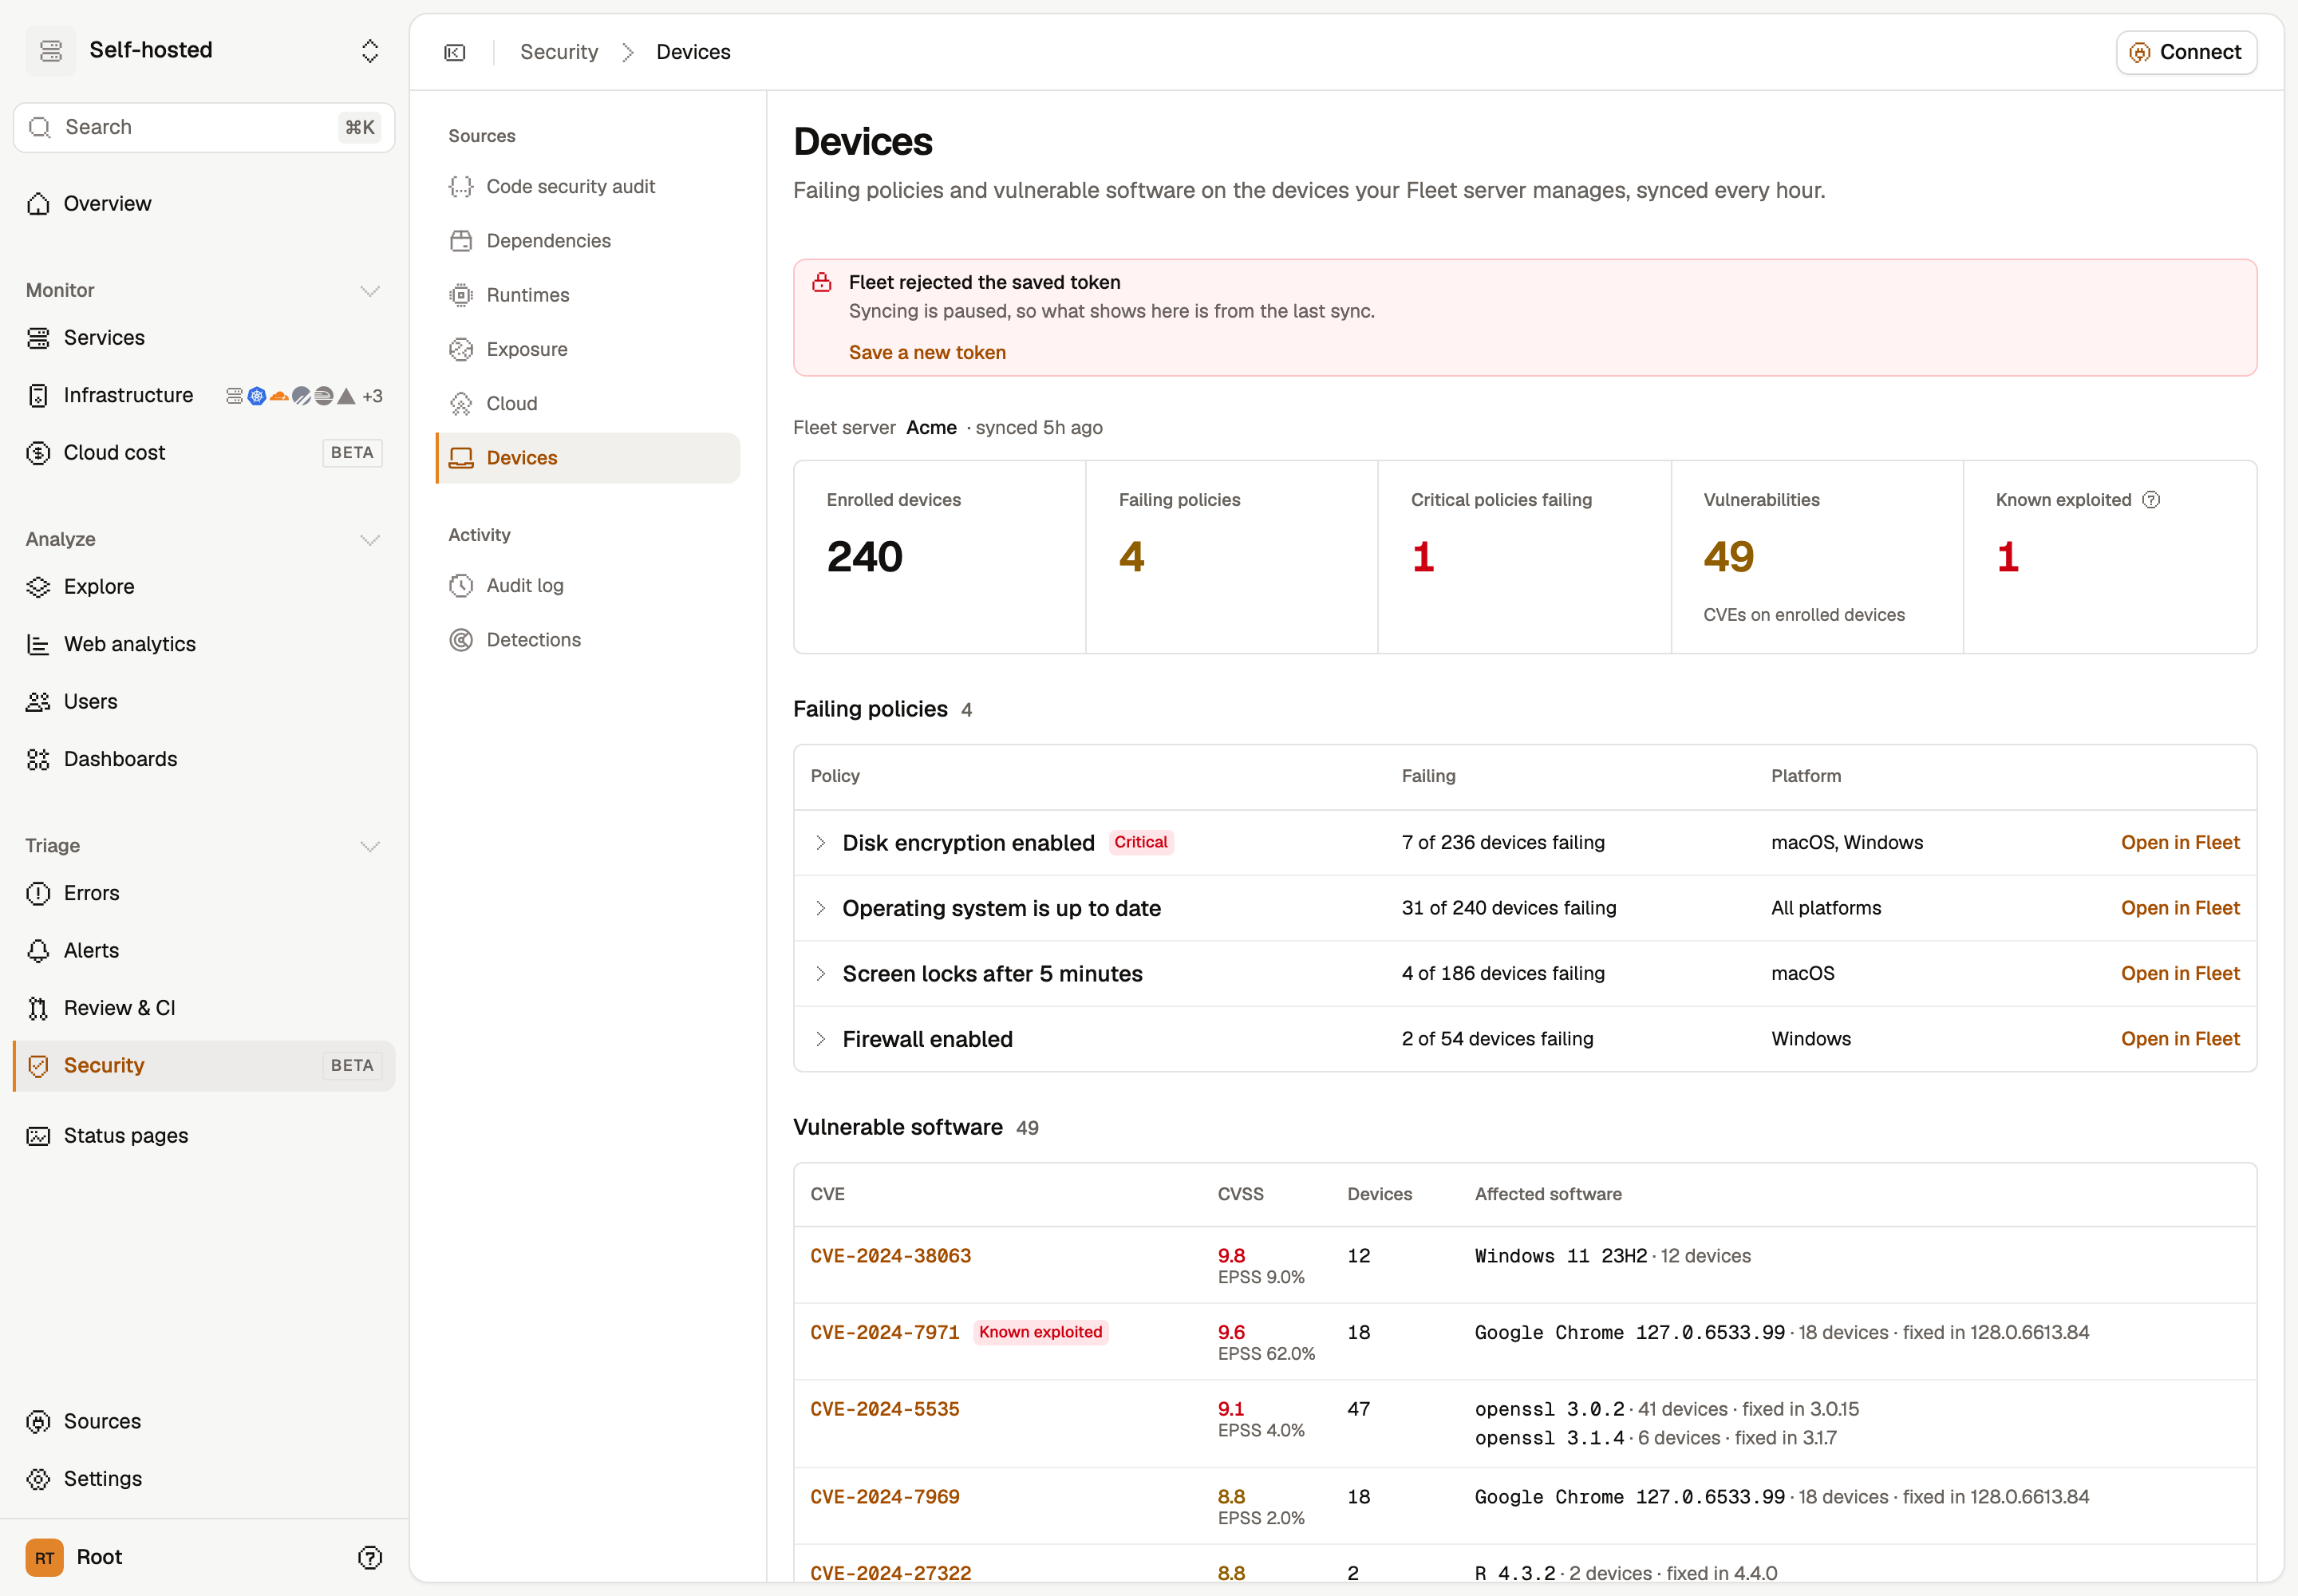 Self-hosted
Search ⌘K
Overview
Monitor
Services
Infrastructure +3
Cloud cost BETA
Analyze
Explore
Web analytics
Users
Dashboards
Triage
Errors
Alerts
Review & CI
Security BETA
Status pages
Sources
Settings
RT Root
Security Devices
Connect
Sources
Code security audit
Dependencies
Runtimes
Exposure
Cloud
Devices
Activity
Audit log
Detections
Devices
Failing policies and vulnerable software on the devices your Fleet server manages, synced every hour.
Fleet rejected the saved token
Syncing is paused, so what shows here is from the last sync.
Save a new token
Fleet server Acme · synced 5h ago
Enrolled devices
240
Failing policies
4
Critical policies failing
1
Vulnerabilities
49
CVEs on enrolled devices
Known exploited
1
Failing policies 4
Policy Failing Platform
Disk encryption enabled Critical 7 of 236 devices failing macOS, Windows Open in Fleet
Operating system is up to date 31 of 240 devices failing All platforms Open in Fleet
Screen locks after 5 minutes 4 of 186 devices failing macOS Open in Fleet
Firewall enabled 2 of 54 devices failing Windows Open in Fleet
Vulnerable software 49
CVE CVSS Devices Affected software
CVE-2024-38063 9.8 12 Windows 11 23H2 · 12 devices
EPSS 9.0%
CVE-2024-7971 Known exploited 9.6 18 Google Chrome 127.0.6533.99 · 18 devices · fixed in 128.0.6613.84
EPSS 62.0%
CVE-2024-5535 9.1 47 openssl 3.0.2 · 41 devices · fixed in 3.0.15
EPSS 4.0% openssl 3.1.4 · 6 devices · fixed in 3.1.7
CVE-2024-7969 8.8 18 Google Chrome 127.0.6533.99 · 18 devices · fixed in 128.0.6613.84
EPSS 2.0%
CVE-2024-27322 8.8 2 R 4.3.2 · 2 devices · fixed in 4.4.0